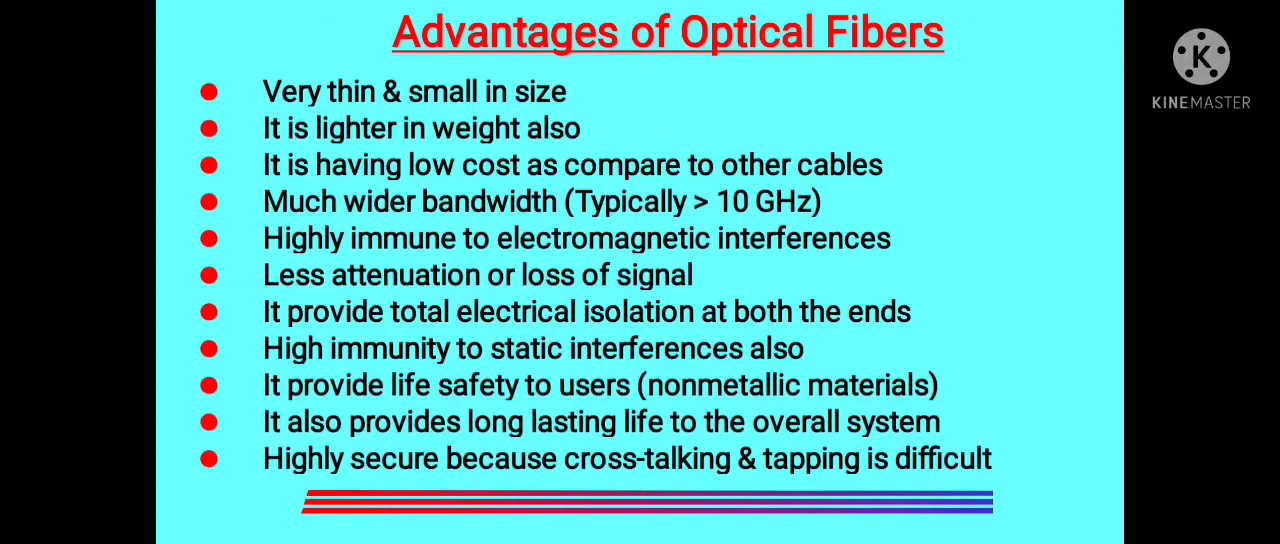 Advantages of Optical Fibers
Very thin & small in size
It is lighter in weight also
It is having low cost as compare to other cables
Much wider bandwidth (Typically > 10 GHz)
Highly immune to electromagnetic interferences
Less attenuation or loss of signal
It provide total electrical isolation at both the ends
High immunity to static interferences also
It provide life safety to users (nonmetallic materials)
It also provides long lasting life to the overall system
Highly secure because cross-talking & tapping is difficult
K
KINEMASTER